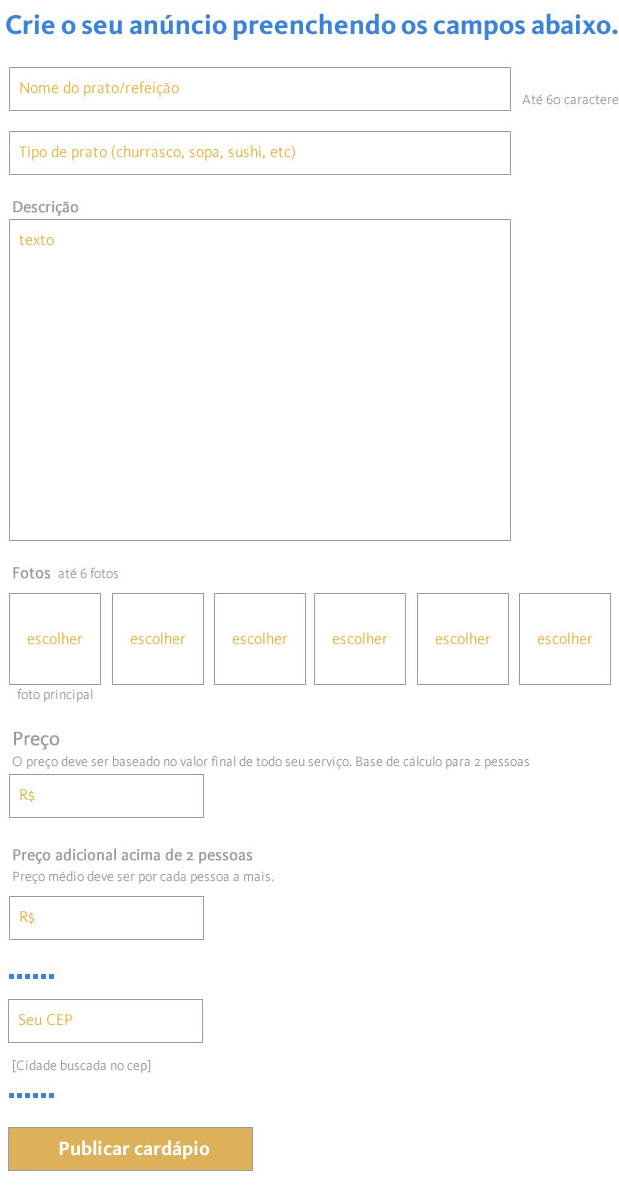 Crie o seu anúncio preenchendo os campos abaixo.
Nome do prato/refeição
Até 60 caractere
Tipo de prato (churrasco, sopa, sushi, etc)
Descrição
texto
Fotos até 6 fotos
escolher escolher escolher escolher escolher escolher
foto principal
Preço
O preço deve ser baseado no valor final de todo seu serviço. Base de cálculo para 2 pessoas
R$
Preço adicional acima de 2 pessoas
Preço médio deve ser por cada pessoa a mais.
R$
Seu CEP
[Cidade buscada no cep]
Publicar cardápio